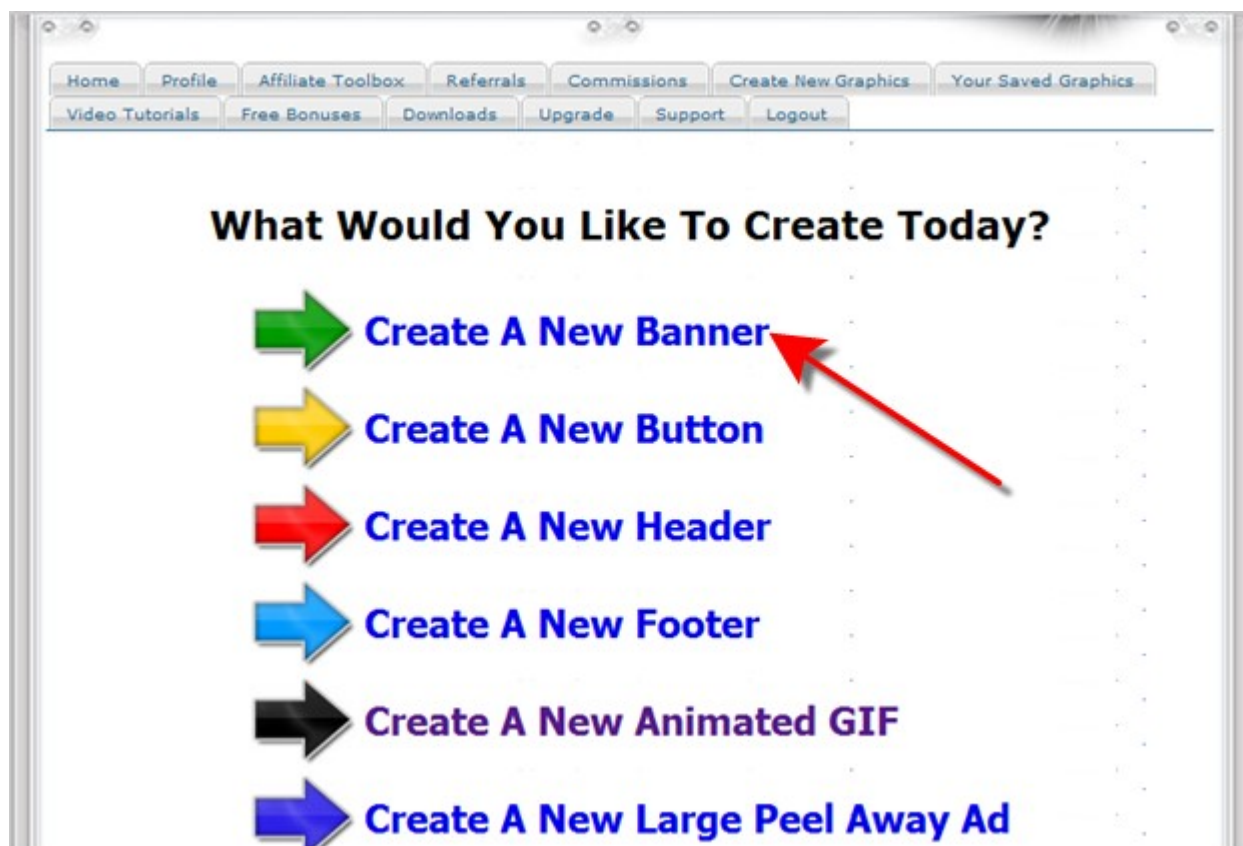 Home Profile Affiliate Toolbox Referrals Commissions Create New Graphics Your Saved Graphics
Video Tutorials Free Bonuses Downloads Upgrade Support Logout
What Would You Like To Create Today?
Create A New Banner
Create A New Button
Create A New Header
Create A New Footer
Create A New Animated GIF
Create A New Large Peel Away Ad